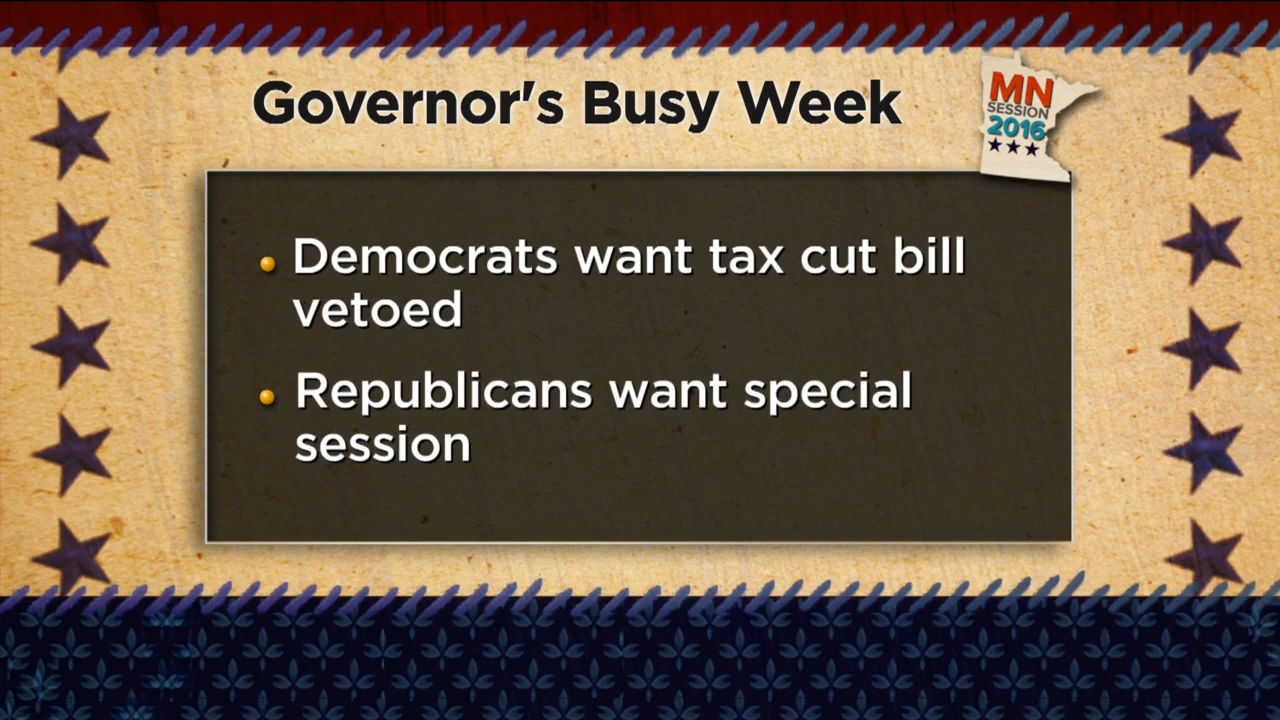 Governor's Busy Week
MN
SESSION
2016
Democrats want tax cut bill
vetoed
Republicans want special
session